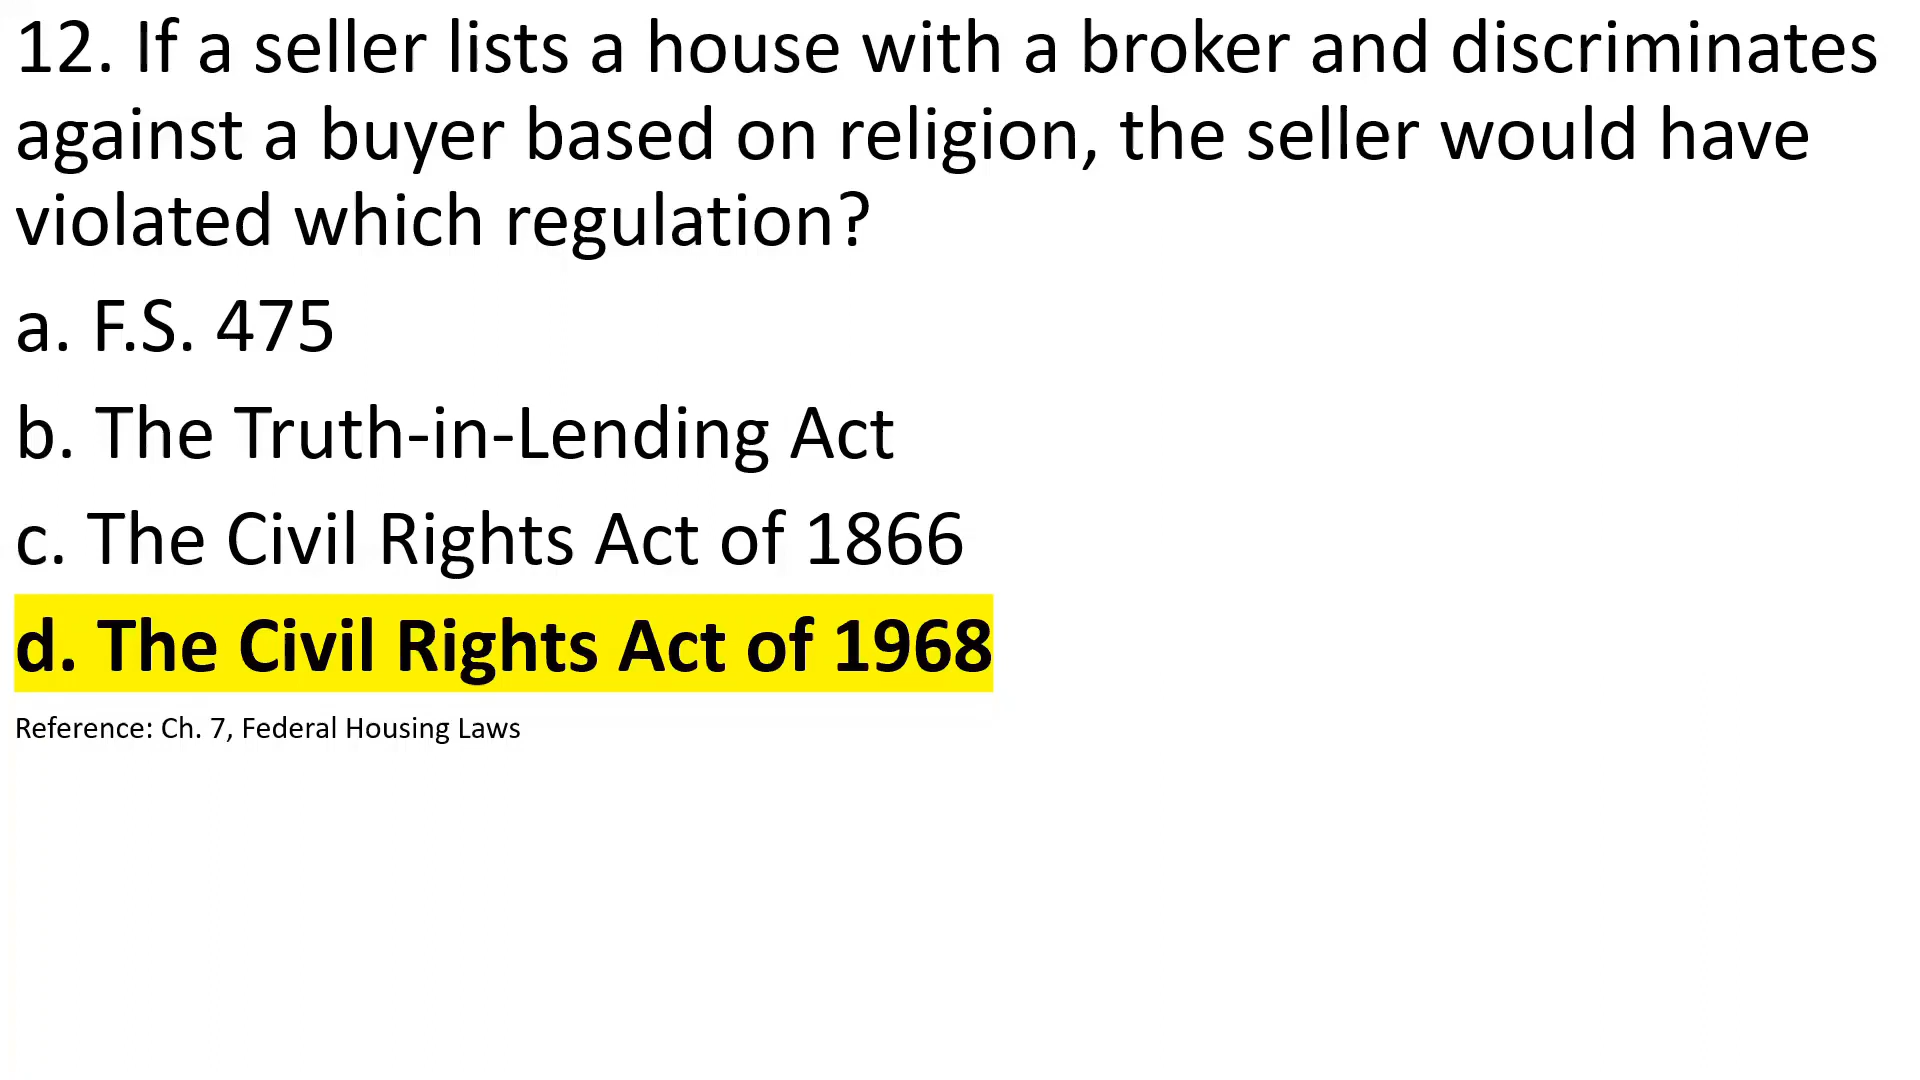 12. If a seller lists a house with a broker and discriminates
against a buyer based on religion, the seller would have
violated which regulation?
a. F.S. 475
b. The Truth-in-Lending Act
c. The Civil Rights Act of 1866
d. The Civil Rights Act of 1968
Reference: Ch. 7, Federal Housing Laws